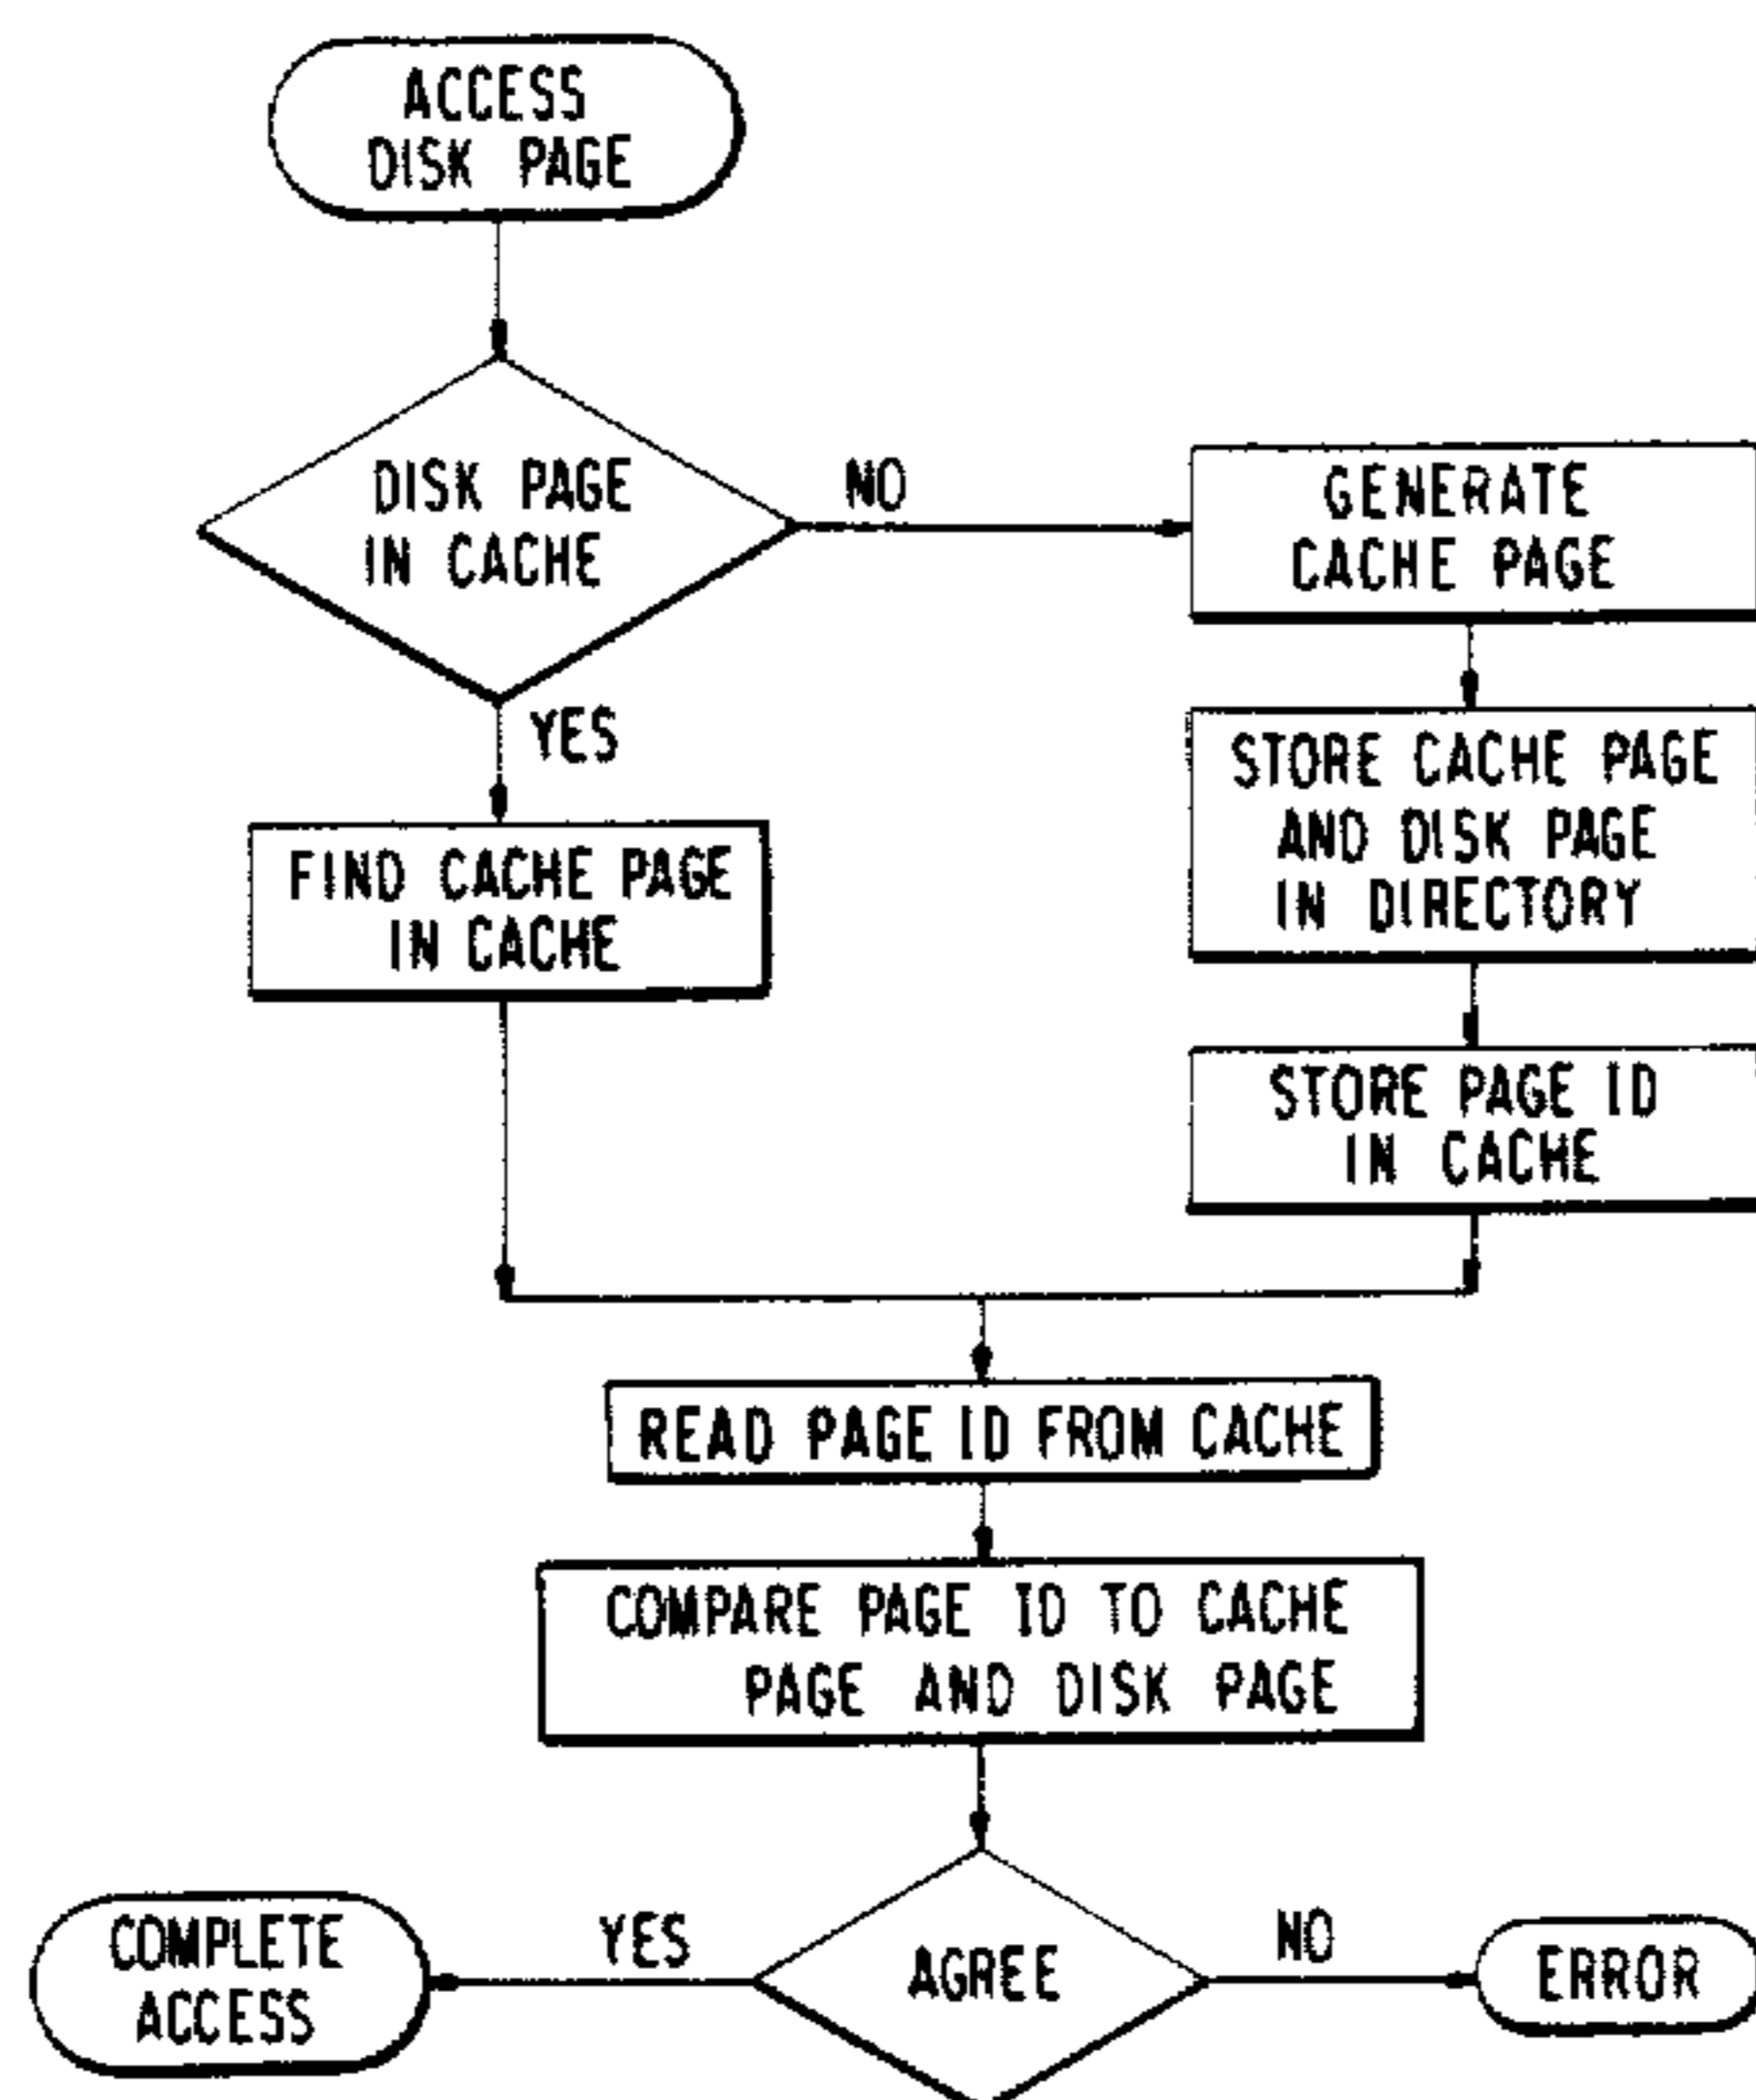 ACCESS
DISK PAGE
DISK PAGE
IN CACHE
NO
GENERATE
CACHE PAGE
YES
STORE CACHE PAGE
AND DISK PAGE
IN DIRECTORY
FIND CACHE PAGE
IN CACHE
STORE PAGE ID
IN CACHE
READ PAGE ID FROM CACHE
COMPARE PAGE ID TO CACHE
PAGE AND DISK PAGE
AGREE
YES
COMPLETE
ACCESS
NO
ERROR